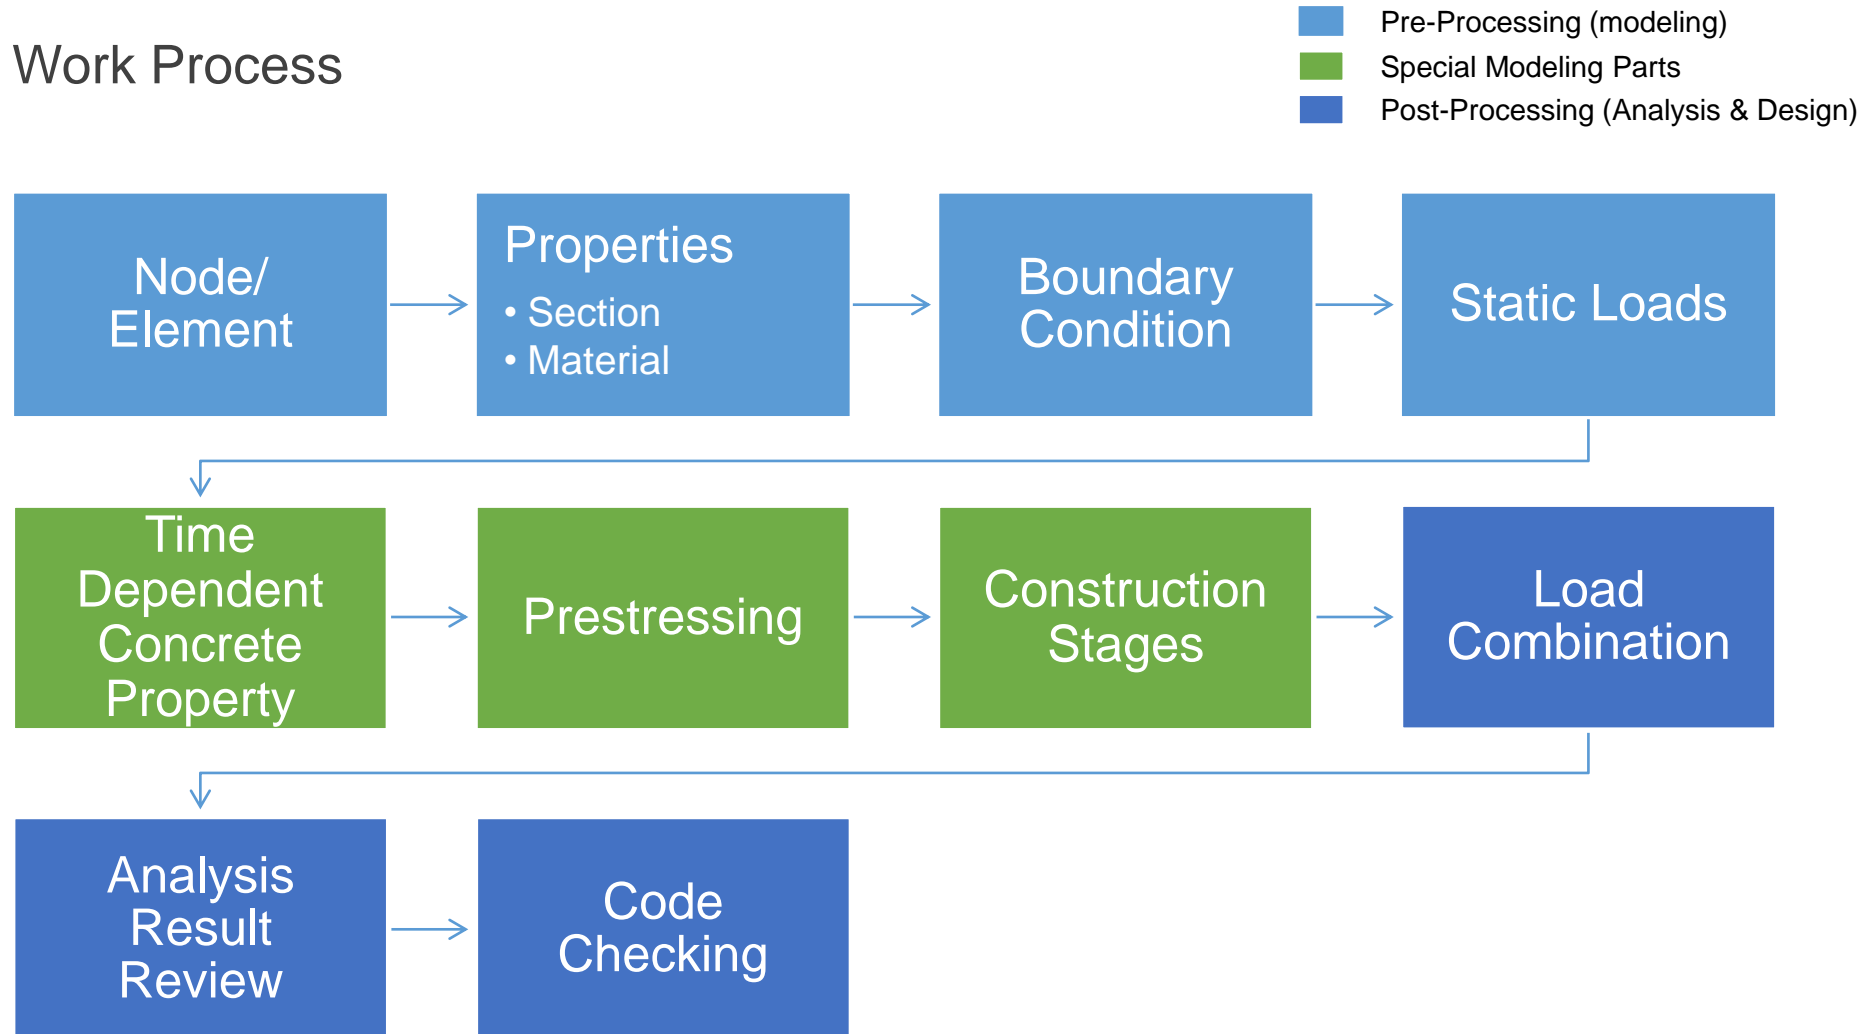 Work Process
Pre-Processing (modeling)
Special Modeling Parts
Post-Processing (Analysis & Design)
Node/
Element
Properties
• Section
• Material
Boundary
Condition
Static Loads
Time
Dependent
Concrete
Property
Prestressing
Construction
Stages
Load
Combination
Analysis
Result
Review
Code
Checking